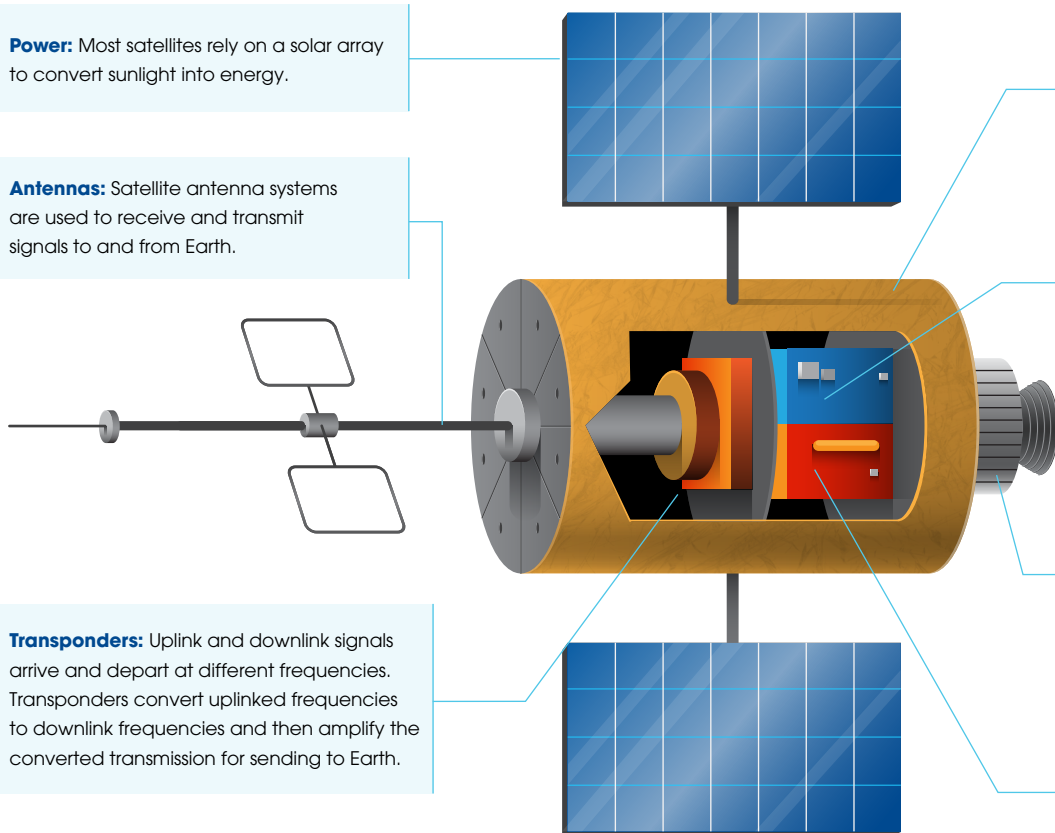 Power: Most satellites rely on a solar array
to convert sunlight into energy.
Antennas: Satellite antenna systems
are used to receive and transmit
signals to and from Earth.
Transponders: Uplink and downlink signals
arrive and depart at different frequencies.
Transponders convert uplinked frequencies
to downlink frequencies and then amplify the
converted transmission for sending to Earth.